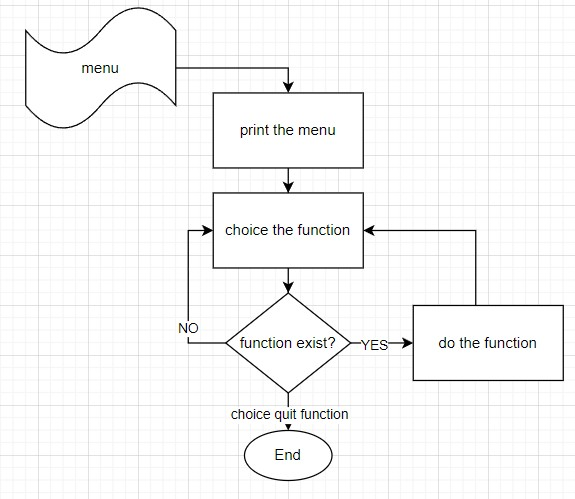 menu
print the menu
choice the function
NO
function exist?
YES
do the function
choice quit function
End